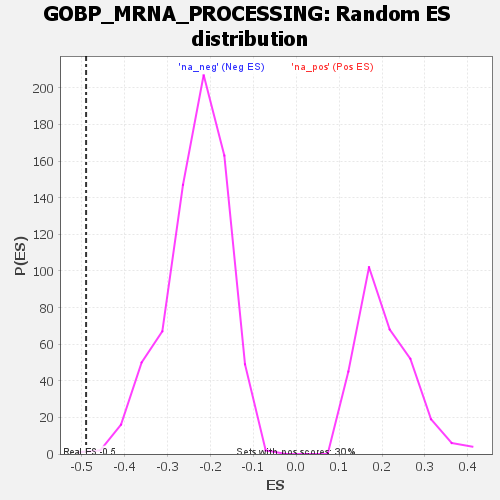 GOBP_MRNA_PROCESSING: Random ES
distribution
'na_neg' (Neg ES) 'na_pos' (Pos ES)
200
180
160
140
120
100
80
60
40
20
0
P(ES)
Real ES -0.5 Sets with pos scores: 30%
-0.5 -0.4 -0.3 -0.2 -0.1 0.0 0.1 0.2 0.3 0.4
ES